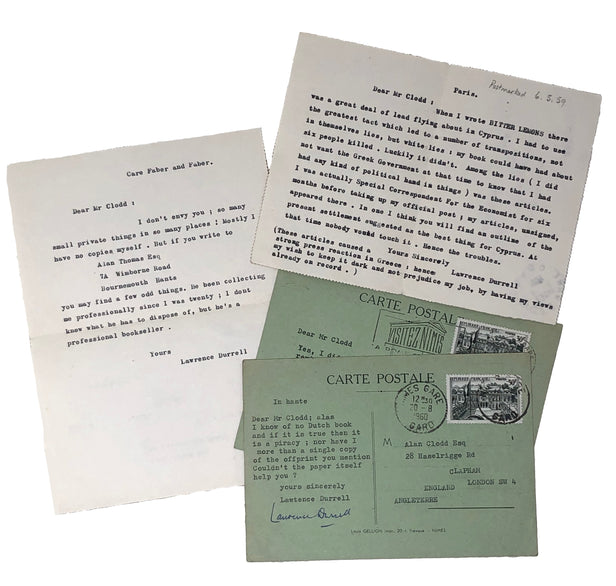 Care Faber and Faber.
Dear Mr Clodd :
I don't envy you ; so many
small private things in so many places ! Mostly I
have no copies myself . But if you write to
Alan Thomas Esq
7A Wimborne Road
Bournemouth Hants
you may find a few odd things. He been collecting
me professionally since I was twenty ; I dont
know what he has to dispose of, but he's a
professional bookseller .
Yours
Lawrence Durrell
Postmarked 6. 3. 59
Paris.
Dear Mr Clodd ;
When I wrote BITTER LEMONS there
was a great deal of lead flying about in Cyprus . I had to use
the greatest tact which led to a number of transpositions, not
in themselves lies, but white lies ; my book could have had about
six people killed . Luckily it didn't. Among the lies ( I did
not want the Greek Government at that time to know that I had
had any kind of political hand in things ) was these articles.
I was actually Special Correspondent For the Economist for six
months before taking up my official post ; my articles, unsigned,
appeared there . In one I think you will find an outline of the
present settlement suggested as the best thing for Cyprus. At
that time nobody would touch it . Hence the troubles.
Yours Sincerely
Lawrence Durrell
(These articles caused a
strong press reaction in Greece ; hence
my wish to keep it dark and not prejudice my job, by having my views
already on record . )
CARTE POSTALE
Dear Mr Clodd
Yes, I di
VISITEZ NIMES
CARTE POSTALE
In haste
Dear Mr Clodd; alas
I know of no Dutch book
and if it is true then it
is a piracy ; nor have I
more than a single copy
of the offprint you mention
Couldn't the paper itself
help you ?
yours sincerely
Lawtence Durrell
Lawrence Durrell
GARE
12H30
20 - 8
1960
GARD
M Alan Clodd Esq
28 Haselrigge Rd
CLAPHAM
LONDON SW 4
ENGLAND
ANGLETERRE